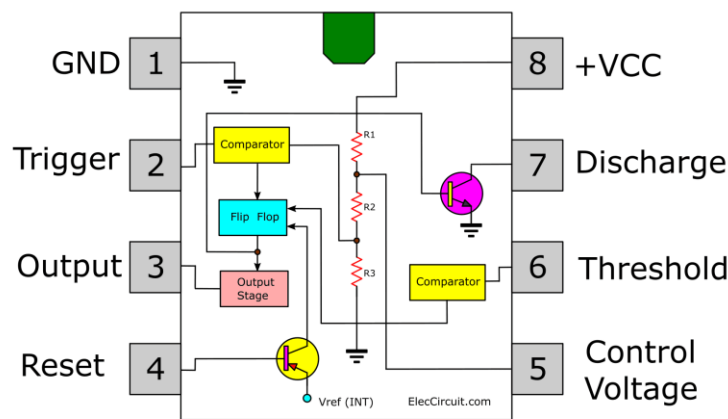 GND 1
8 +VCC
R1
Trigger 2
Comparator
7 Discharge
R2
Flip Flop
Output 3
Output
Stage
R3
Comparator
6 Threshold
Reset 4
Vref (INT)
ElecCircuit.com
5 Control
Voltage